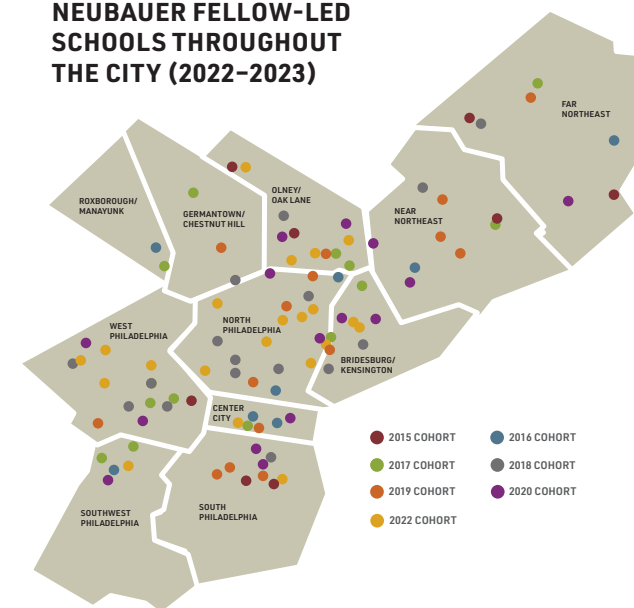 NEUBAUER FELLOW-LED
SCHOOLS THROUGHOUT
THE CITY (2022–2023)
FAR
NORTHEAST
ROXBOROUGH/
MANAYUNK
GERMANTOWN/
CHESTNUT HILL
OLNEY/
OAK LANE
NEAR
NORTHEAST
WEST
PHILADELPHIA
NORTH
PHILADELPHIA
BRIDESBURG/
KENSINGTON
CENTER
CITY
SOUTHWEST
PHILADELPHIA
SOUTH
PHILADELPHIA
2015 COHORT
2016 COHORT
2017 COHORT
2018 COHORT
2019 COHORT
2020 COHORT
2022 COHORT